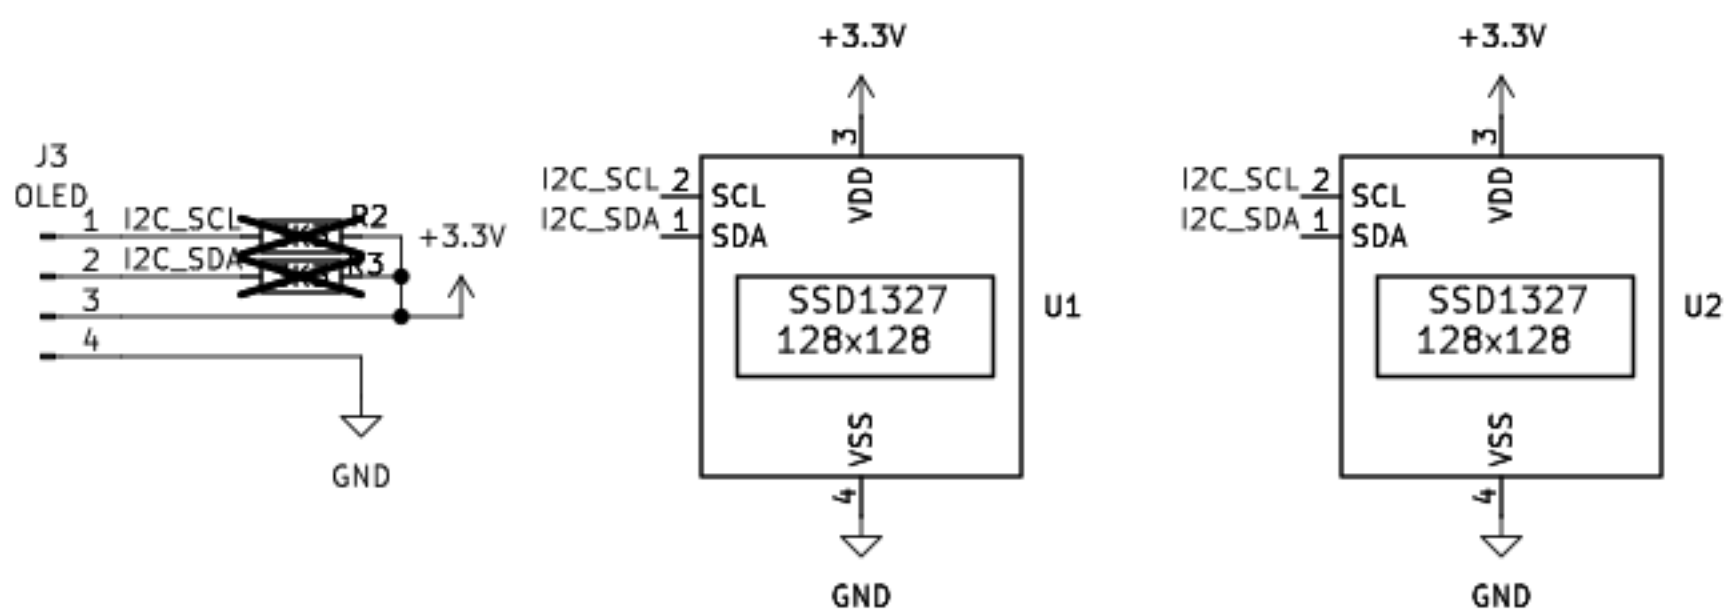 J3
OLED
1 I2C_SCL R2
2 I2C_SDA R3
3
4
+3.3V
GND
+3.3V
3
I2C_SCL 2 SCL
I2C_SDA 1 SDA
VDD
SSD1327
128x128
U1
VSS
4
GND
+3.3V
3
I2C_SCL 2 SCL
I2C_SDA 1 SDA
VDD
SSD1327
128x128
U2
VSS
4
GND